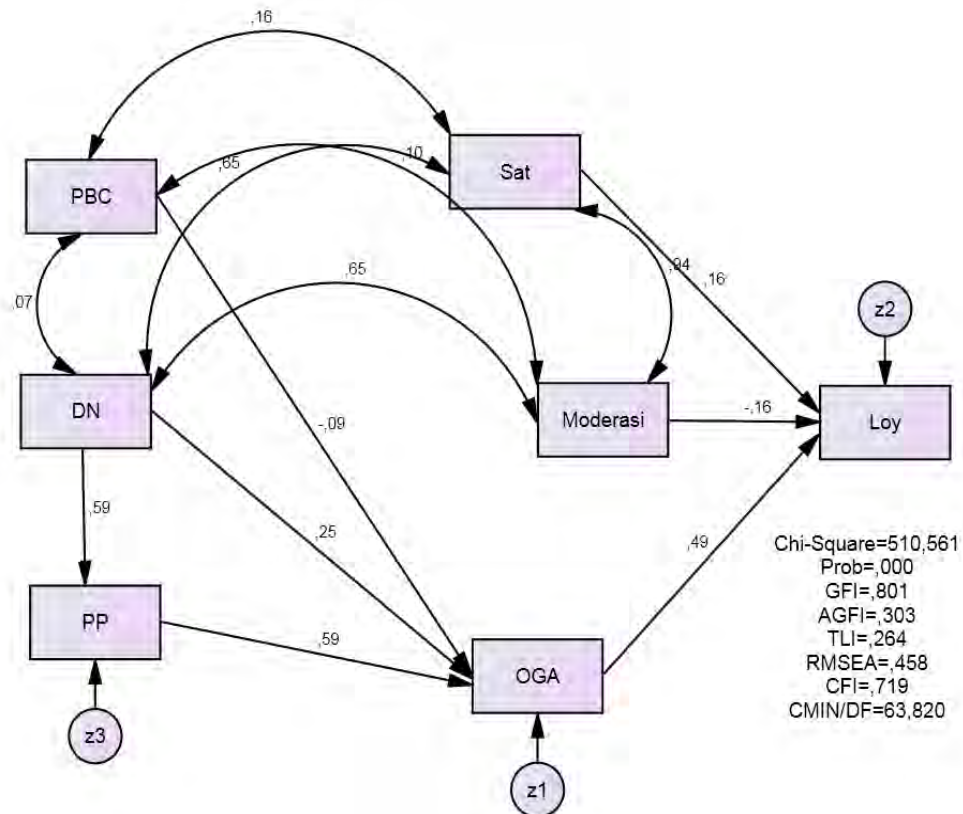 ,16
,65
,10
Sat
PBC
,07
,65
,94
,16
z2
DN
-,09
Moderasi
-,16
Loy
,59
,25
,49
Chi-Square=510,561
Prob=,000
GFI=,801
AGFI=,303
TLI=,264
RMSEA=,458
CFI=,719
CMIN/DF=63,820
PP
,59
OGA
z3
z1